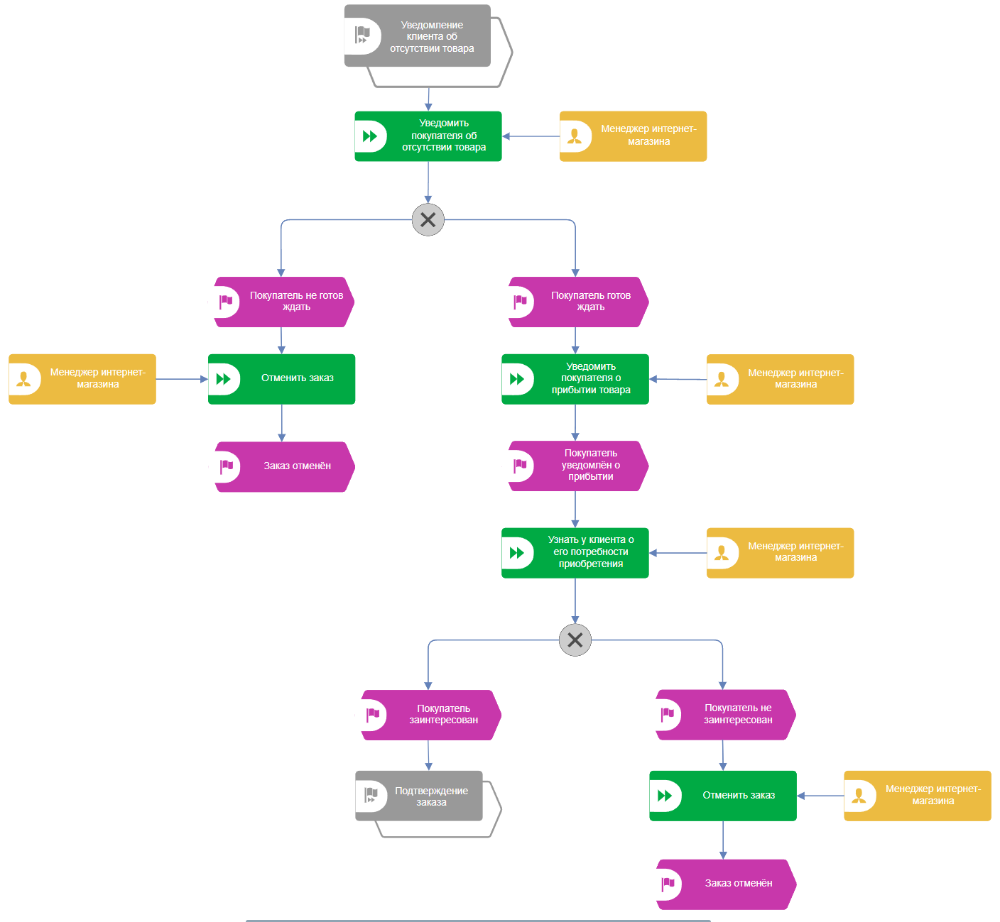 Уведомление
клиента об
отсутствии товара
Уведомить
покупателя об
отсутствии товара
Менеджер интернет-
магазина
Покупатель не готов
ждать
Покупатель готов
ждать
Менеджер интернет-
магазина
Отменить заказ
Уведомить
покупателя о
прибытии товара
Менеджер интернет-
магазина
Заказ отменён
Покупатель
уведомлён о
прибытии
Узнать у клиента о
его потребности
приобретения
Менеджер интернет-
магазина
Покупатель
заинтересован
Покупатель не
заинтересован
Подтверждение
заказа
Отменить заказ
Менеджер интернет-
магазина
Заказ отменён